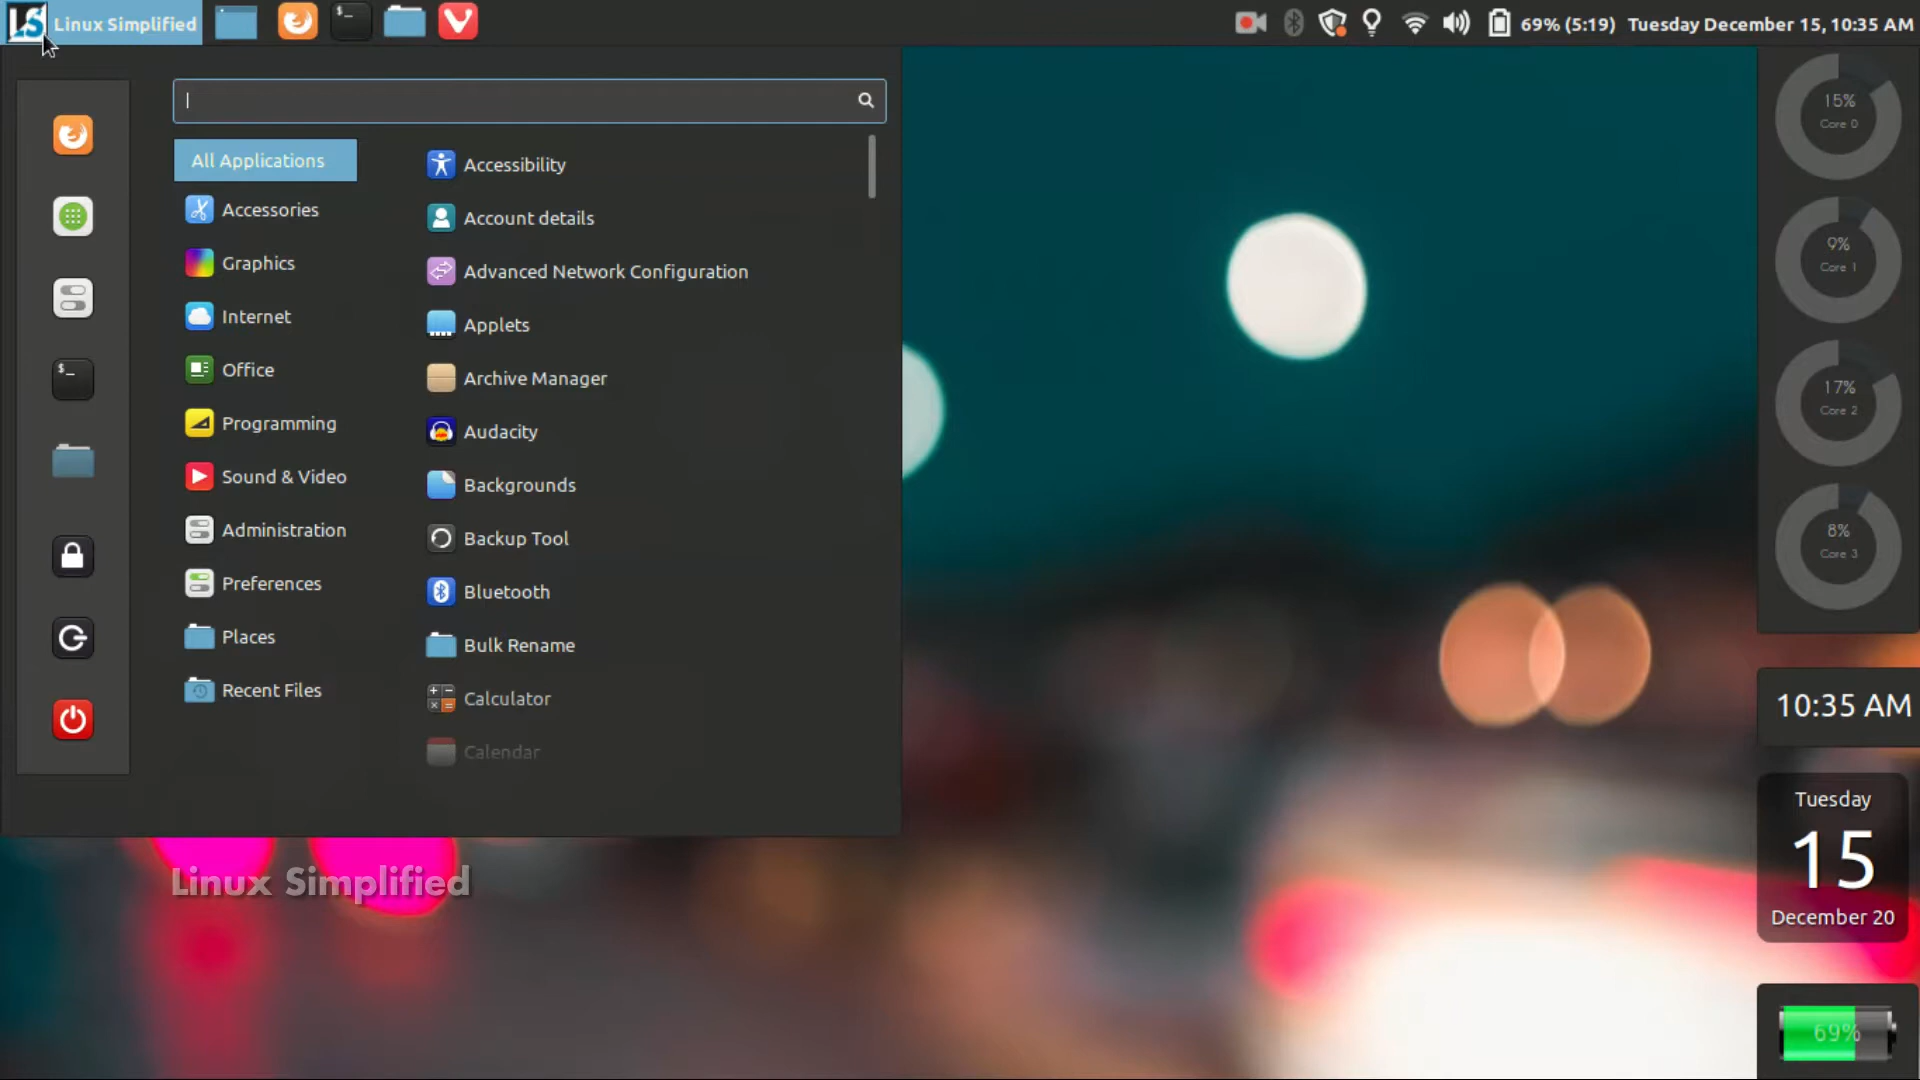 LS Linux Simplified
$_
69% (5:19) Tuesday December 15, 10:35 AM
$_
All Applications
Accessories
Graphics
Internet
Office
Programming
Sound & Video
Administration
Preferences
Places
Recent Files
Accessibility
Account details
Advanced Network Configuration
Applets
Archive Manager
Audacity
Backgrounds
Backup Tool
Bluetooth
Bulk Rename
Calculator
Calendar
Linux Simplified
15%
Core 0
9%
Core 1
17%
Core 2
8%
Core 3
10:35 AM
Tuesday
15
December 20
69%